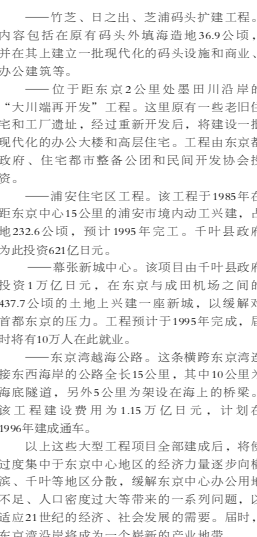 ——竹芝、日之出、芝浦码头扩建工程。
内容包括在原有码头外填海造地36.9公顷，
并在其上建立一批现代化的码头设施和商业、
办公建筑等。
——位于距东京2公里处墨田川沿岸的
“大川端再开发”工程。这里原有一些老旧住
宅和工厂遗址，经过重新开发后，将建设一批
现代化的办公大楼和高层住宅。工程由东京都
政府、住宅都市整备公团和民间开发协会投
资。
——浦安住宅区工程。该工程于1985年在
距东京中心15公里的浦安市境内动工兴建，占
地232.6公顷，预计1995年完工。千叶县政府
为此投资621亿日元。
——幕张新城中心。该项目由千叶县政府
投资1万亿日元，在东京与成田机场之间的
437.7公顷的土地上兴建一座新城，以缓解对
首都东京的压力。工程预计于1995年完成，届
时将有10万人在此就业。
——东京湾越海公路。这条横跨东京湾连
接东西海岸的公路全长15公里，其中10公里为
海底隧道，另外5公里为架设在海上的桥梁。
该工程建设费用为1.15万亿日元，计划在
1996年建成通车。
以上这些大型工程项目全部建成后，将使
过度集中于东京中心地区的经济力量逐步向横
滨、千叶等地区分散，缓解东京中心办公用地
不足、人口密度过大等带来的一系列问题，以
适应21世纪的经济、社会发展的需要。届时，
东京湾沿岸将成为一个崭新的产业地带。